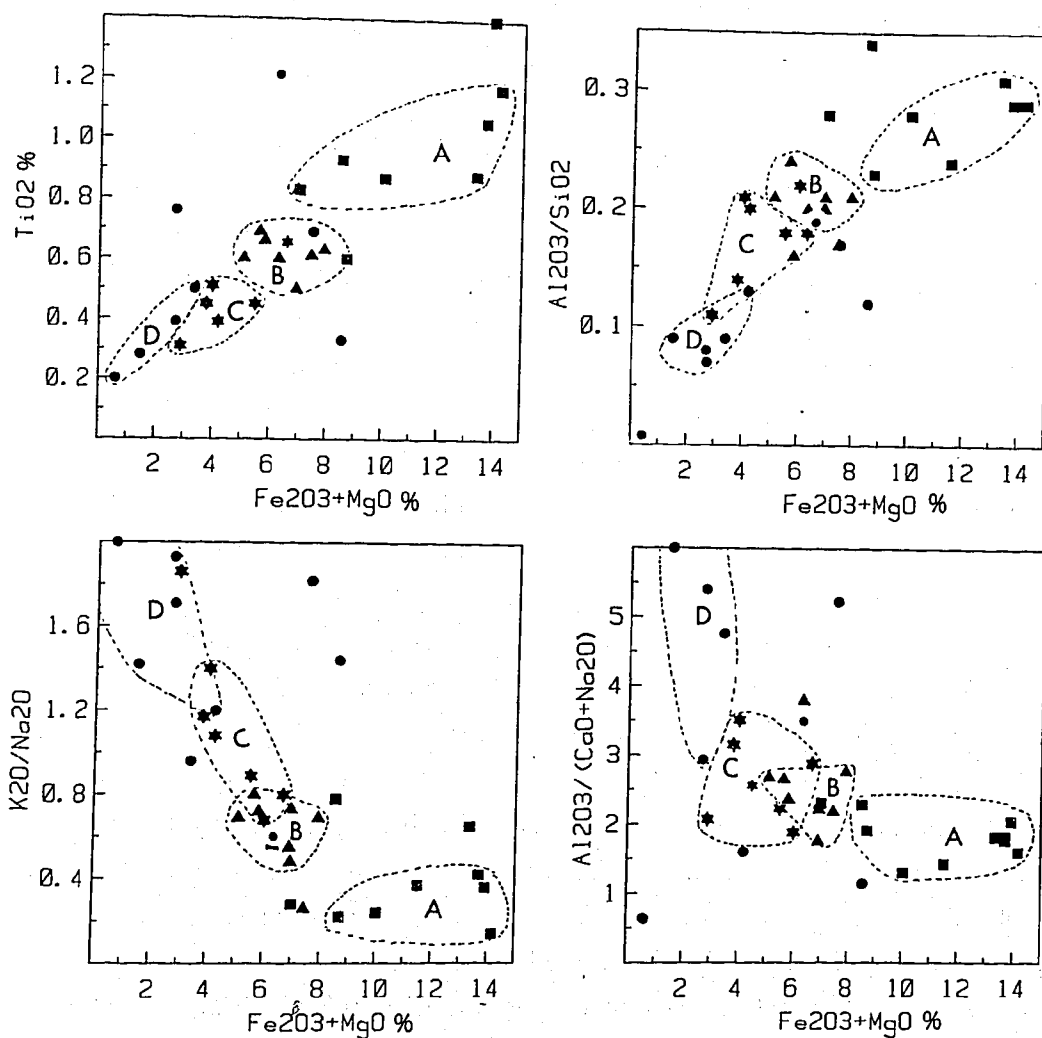 TiO2 %
1.2
1.0
0.8
0.6
0.4
0.2
A
B
C
D
2 4 6 8 10 12 14
Fe2O3+MgO %
Al2O3/SiO2
0.3
0.2
0.1
A
B
C
D
2 4 6 8 10 12 14
Fe2O3+MgO %
K2O/Na2O
1.6
1.2
0.8
0.4
D
C
B
A
2 4 6 8 10 12 14
Fe2O3+MgO %
Al2O3/(CaO+Na2O)
5
4
3
2
1
D
C
B
A
2 4 6 8 10 12 14
Fe2O3+MgO %